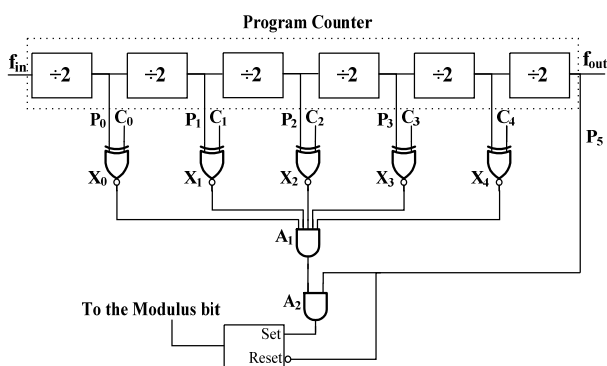 Program Counter
fin ÷2 ÷2 ÷2 ÷2 ÷2 ÷2 fout
P0 C0 P1 C1 P2 C2 P3 C3 C4 P5
X0 X1 X2 X3 X4
A1
A2
To the Modulus bit
Set
Reset